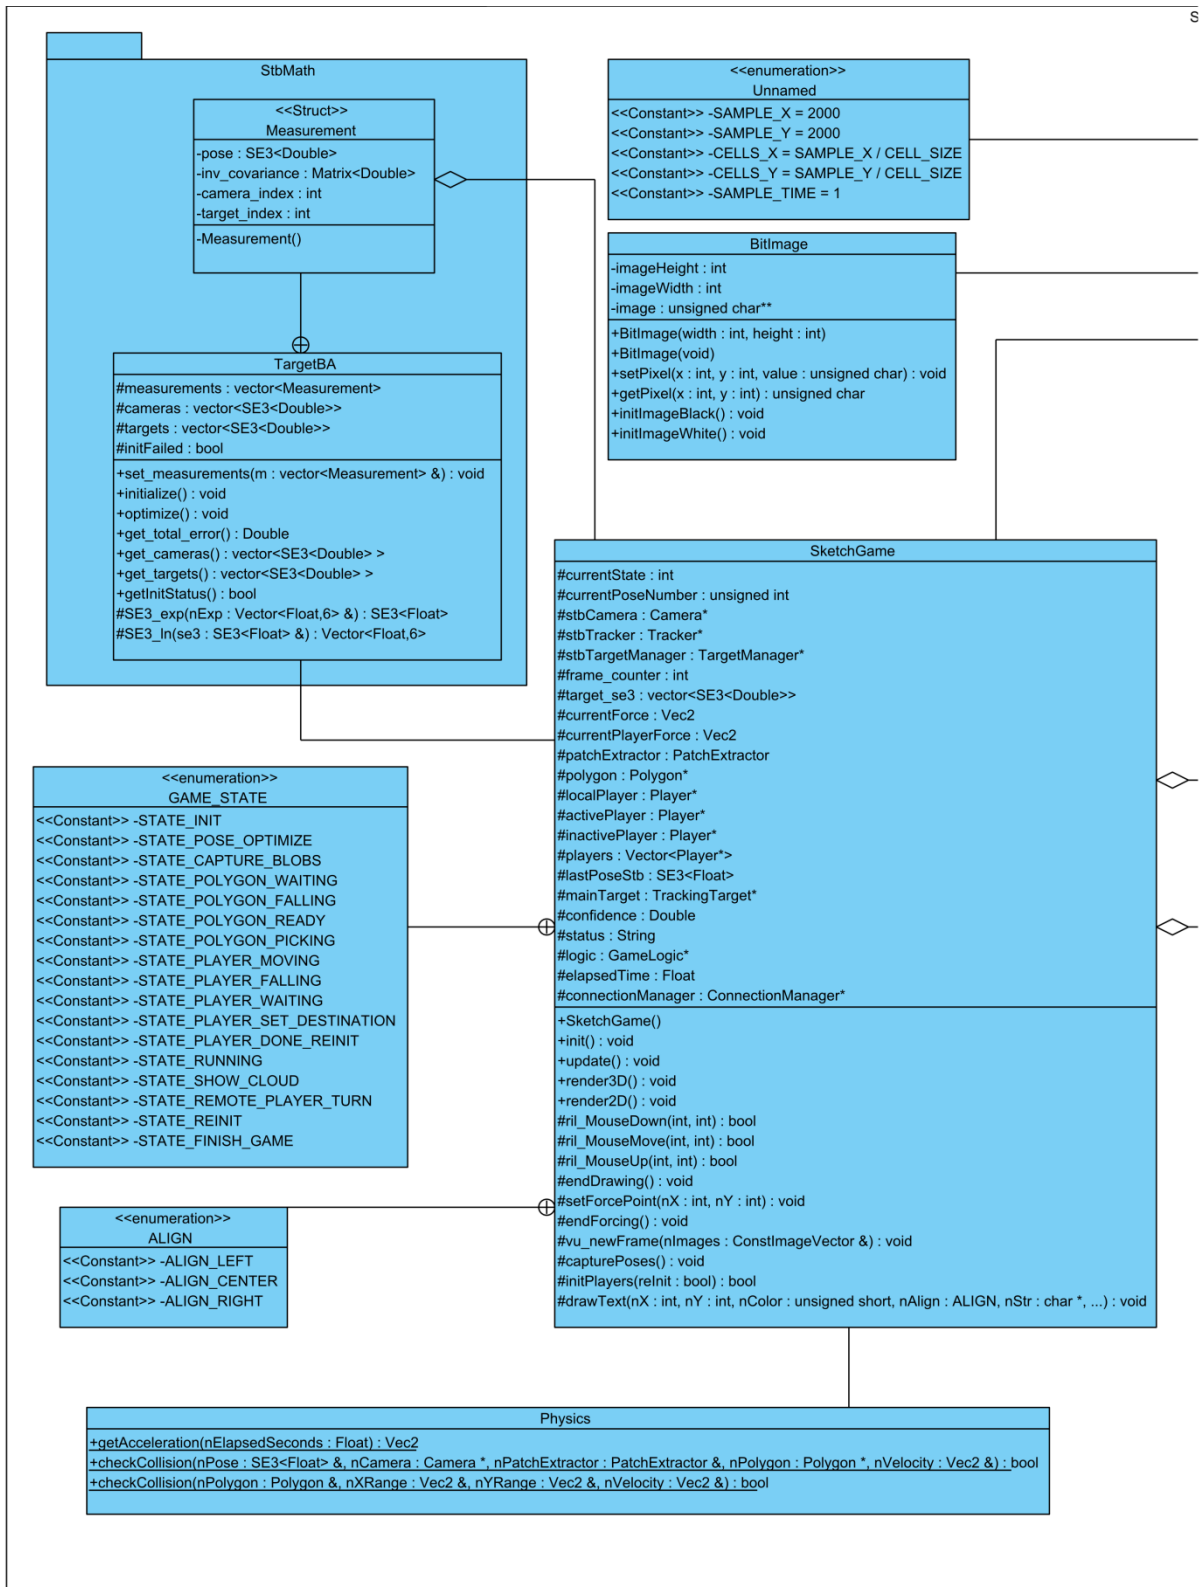 S
StbMath
<<Struct>>
Measurement
-pose : SE3<Double>
-inv_covariance : Matrix<Double>
-camera_index : int
-target_index : int
-Measurement()
TargetBA
#measurements : vector<Measurement>
#cameras : vector<SE3<Double>>
#targets : vector<SE3<Double>>
#initFailed : bool
+set_measurements(m : vector<Measurement> &) : void
+initialize() : void
+optimize() : void
+get_total_error() : Double
+get_cameras() : vector<SE3<Double> >
+get_targets() : vector<SE3<Double> >
+getInitStatus() : bool
#SE3_exp(nExp : Vector<Float,6> &) : SE3<Float>
#SE3_ln(se3 : SE3<Float> &) : Vector<Float,6>
<<enumeration>>
Unnamed
<<Constant>> -SAMPLE_X = 2000
<<Constant>> -SAMPLE_Y = 2000
<<Constant>> -CELLS_X = SAMPLE_X / CELL_SIZE
<<Constant>> -CELLS_Y = SAMPLE_Y / CELL_SIZE
<<Constant>> -SAMPLE_TIME = 1
BitImage
-imageHeight : int
-imageWidth : int
-image : unsigned char**
+BitImage(width : int, height : int)
+BitImage(void)
+setPixel(x : int, y : int, value : unsigned char) : void
+getPixel(x : int, y : int) : unsigned char
+initImageBlack() : void
+initImageWhite() : void
SketchGame
#currentState : int
#currentPoseNumber : unsigned int
#stbCamera : Camera*
#stbTracker : Tracker*
#stbTargetManager : TargetManager*
#frame_counter : int
#target_se3 : vector<SE3<Double>>
#currentForce : Vec2
#currentPlayerForce : Vec2
#patchExtractor : PatchExtractor
#polygon : Polygon*
#localPlayer : Player*
#activePlayer : Player*
#inactivePlayer : Player*
#players : Vector<Player*>
#lastPoseStb : SE3<Float>
#mainTarget : TrackingTarget*
#confidence : Double
#status : String
#logic : GameLogic*
#elapsedTime : Float
#connectionManager : ConnectionManager*
+SketchGame()
+init() : void
+update() : void
+render3D() : void
+render2D() : void
#ril_MouseDown(int, int) : bool
#ril_MouseMove(int, int) : bool
#ril_MouseUp(int, int) : bool
#endDrawing() : void
#setForcePoint(nX : int, nY : int) : void
#endForcing() : void
#vu_newFrame(nImages : ConstImageVector &) : void
#capturePoses() : void
#initPlayers(reInit : bool) : bool
#drawText(nX : int, nY : int, nColor : unsigned short, nAlign : ALIGN, nStr : char *, ...) : void
<<enumeration>>
GAME_STATE
<<Constant>> -STATE_INIT
<<Constant>> -STATE_POSE_OPTIMIZE
<<Constant>> -STATE_CAPTURE_BLOBS
<<Constant>> -STATE_POLYGON_WAITING
<<Constant>> -STATE_POLYGON_FALLING
<<Constant>> -STATE_POLYGON_READY
<<Constant>> -STATE_POLYGON_PICKING
<<Constant>> -STATE_PLAYER_MOVING
<<Constant>> -STATE_PLAYER_FALLING
<<Constant>> -STATE_PLAYER_WAITING
<<Constant>> -STATE_PLAYER_SET_DESTINATION
<<Constant>> -STATE_PLAYER_DONE_REINIT
<<Constant>> -STATE_RUNNING
<<Constant>> -STATE_SHOW_CLOUD
<<Constant>> -STATE_REMOTE_PLAYER_TURN
<<Constant>> -STATE_REINIT
<<Constant>> -STATE_FINISH_GAME
<<enumeration>>
ALIGN
<<Constant>> -ALIGN_LEFT
<<Constant>> -ALIGN_CENTER
<<Constant>> -ALIGN_RIGHT
Physics
+getAcceleration(nElapsedSeconds : Float) : Vec2
+checkCollision(nPose : SE3<Float> &, nCamera : Camera *, nPatchExtractor : PatchExtractor &, nPolygon : Polygon *, nVelocity : Vec2 &) : bool
+checkCollision(nPolygon : Polygon &, nXRange : Vec2 &, nYRange : Vec2 &, nVelocity : Vec2 &) : bool